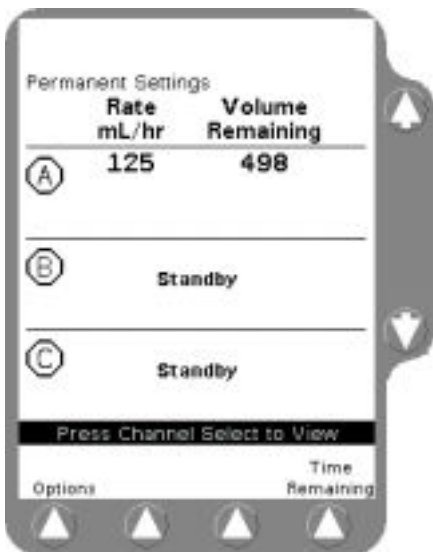 Permanent Settings
Rate Volume
mL/hr Remaining
A 125 498
B Standby
C Standby
Press Channel Select to View
Time
Options Remaining